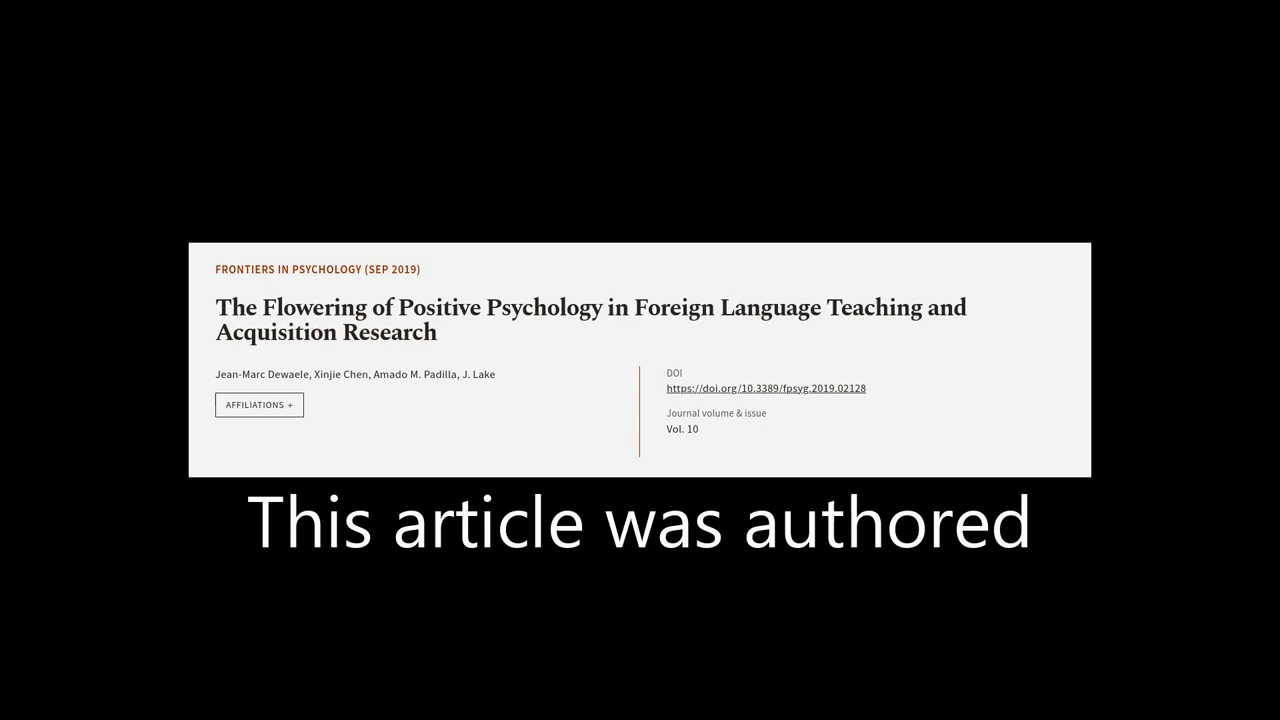 FRONTIERS IN PSYCHOLOGY (SEP 2019)
The Flowering of Positive Psychology in Foreign Language Teaching and
Acquisition Research
Jean-Marc Dewaele, Xinjie Chen, Amado M. Padilla, J. Lake
AFFILIATIONS +
DOI
https://doi.org/10.3389/fpsyg.2019.02128
Journal volume & issue
Vol. 10
This article was authored